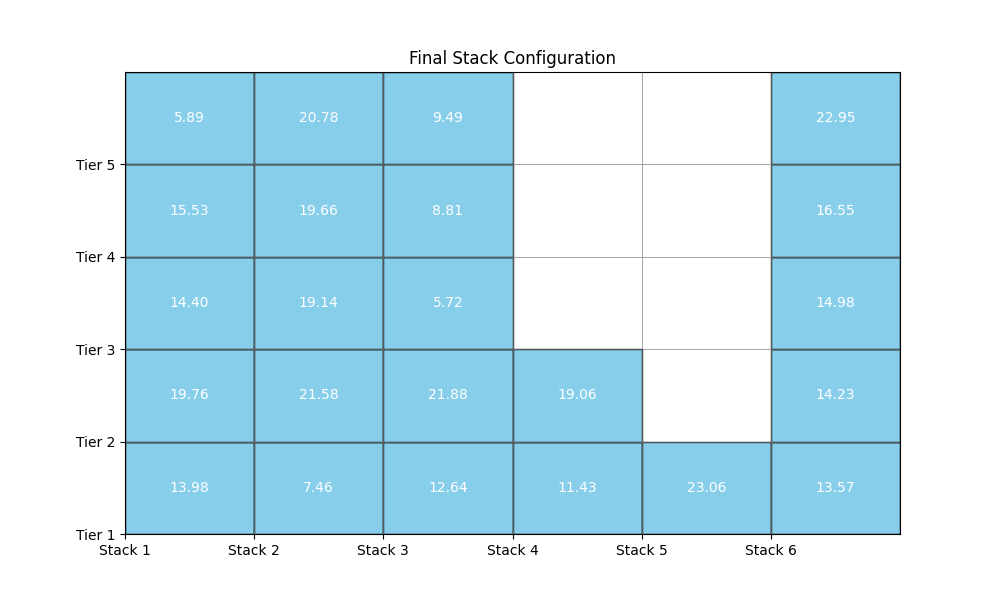 Final Stack Configuration
5.89 20.78 9.49 22.95
Tier 5
15.53 19.66 8.81 16.55
Tier 4
14.40 19.14 5.72 14.98
Tier 3
19.76 21.58 21.88 19.06 14.23
Tier 2
13.98 7.46 12.64 11.43 23.06 13.57
Tier 1
Stack 1 Stack 2 Stack 3 Stack 4 Stack 5 Stack 6